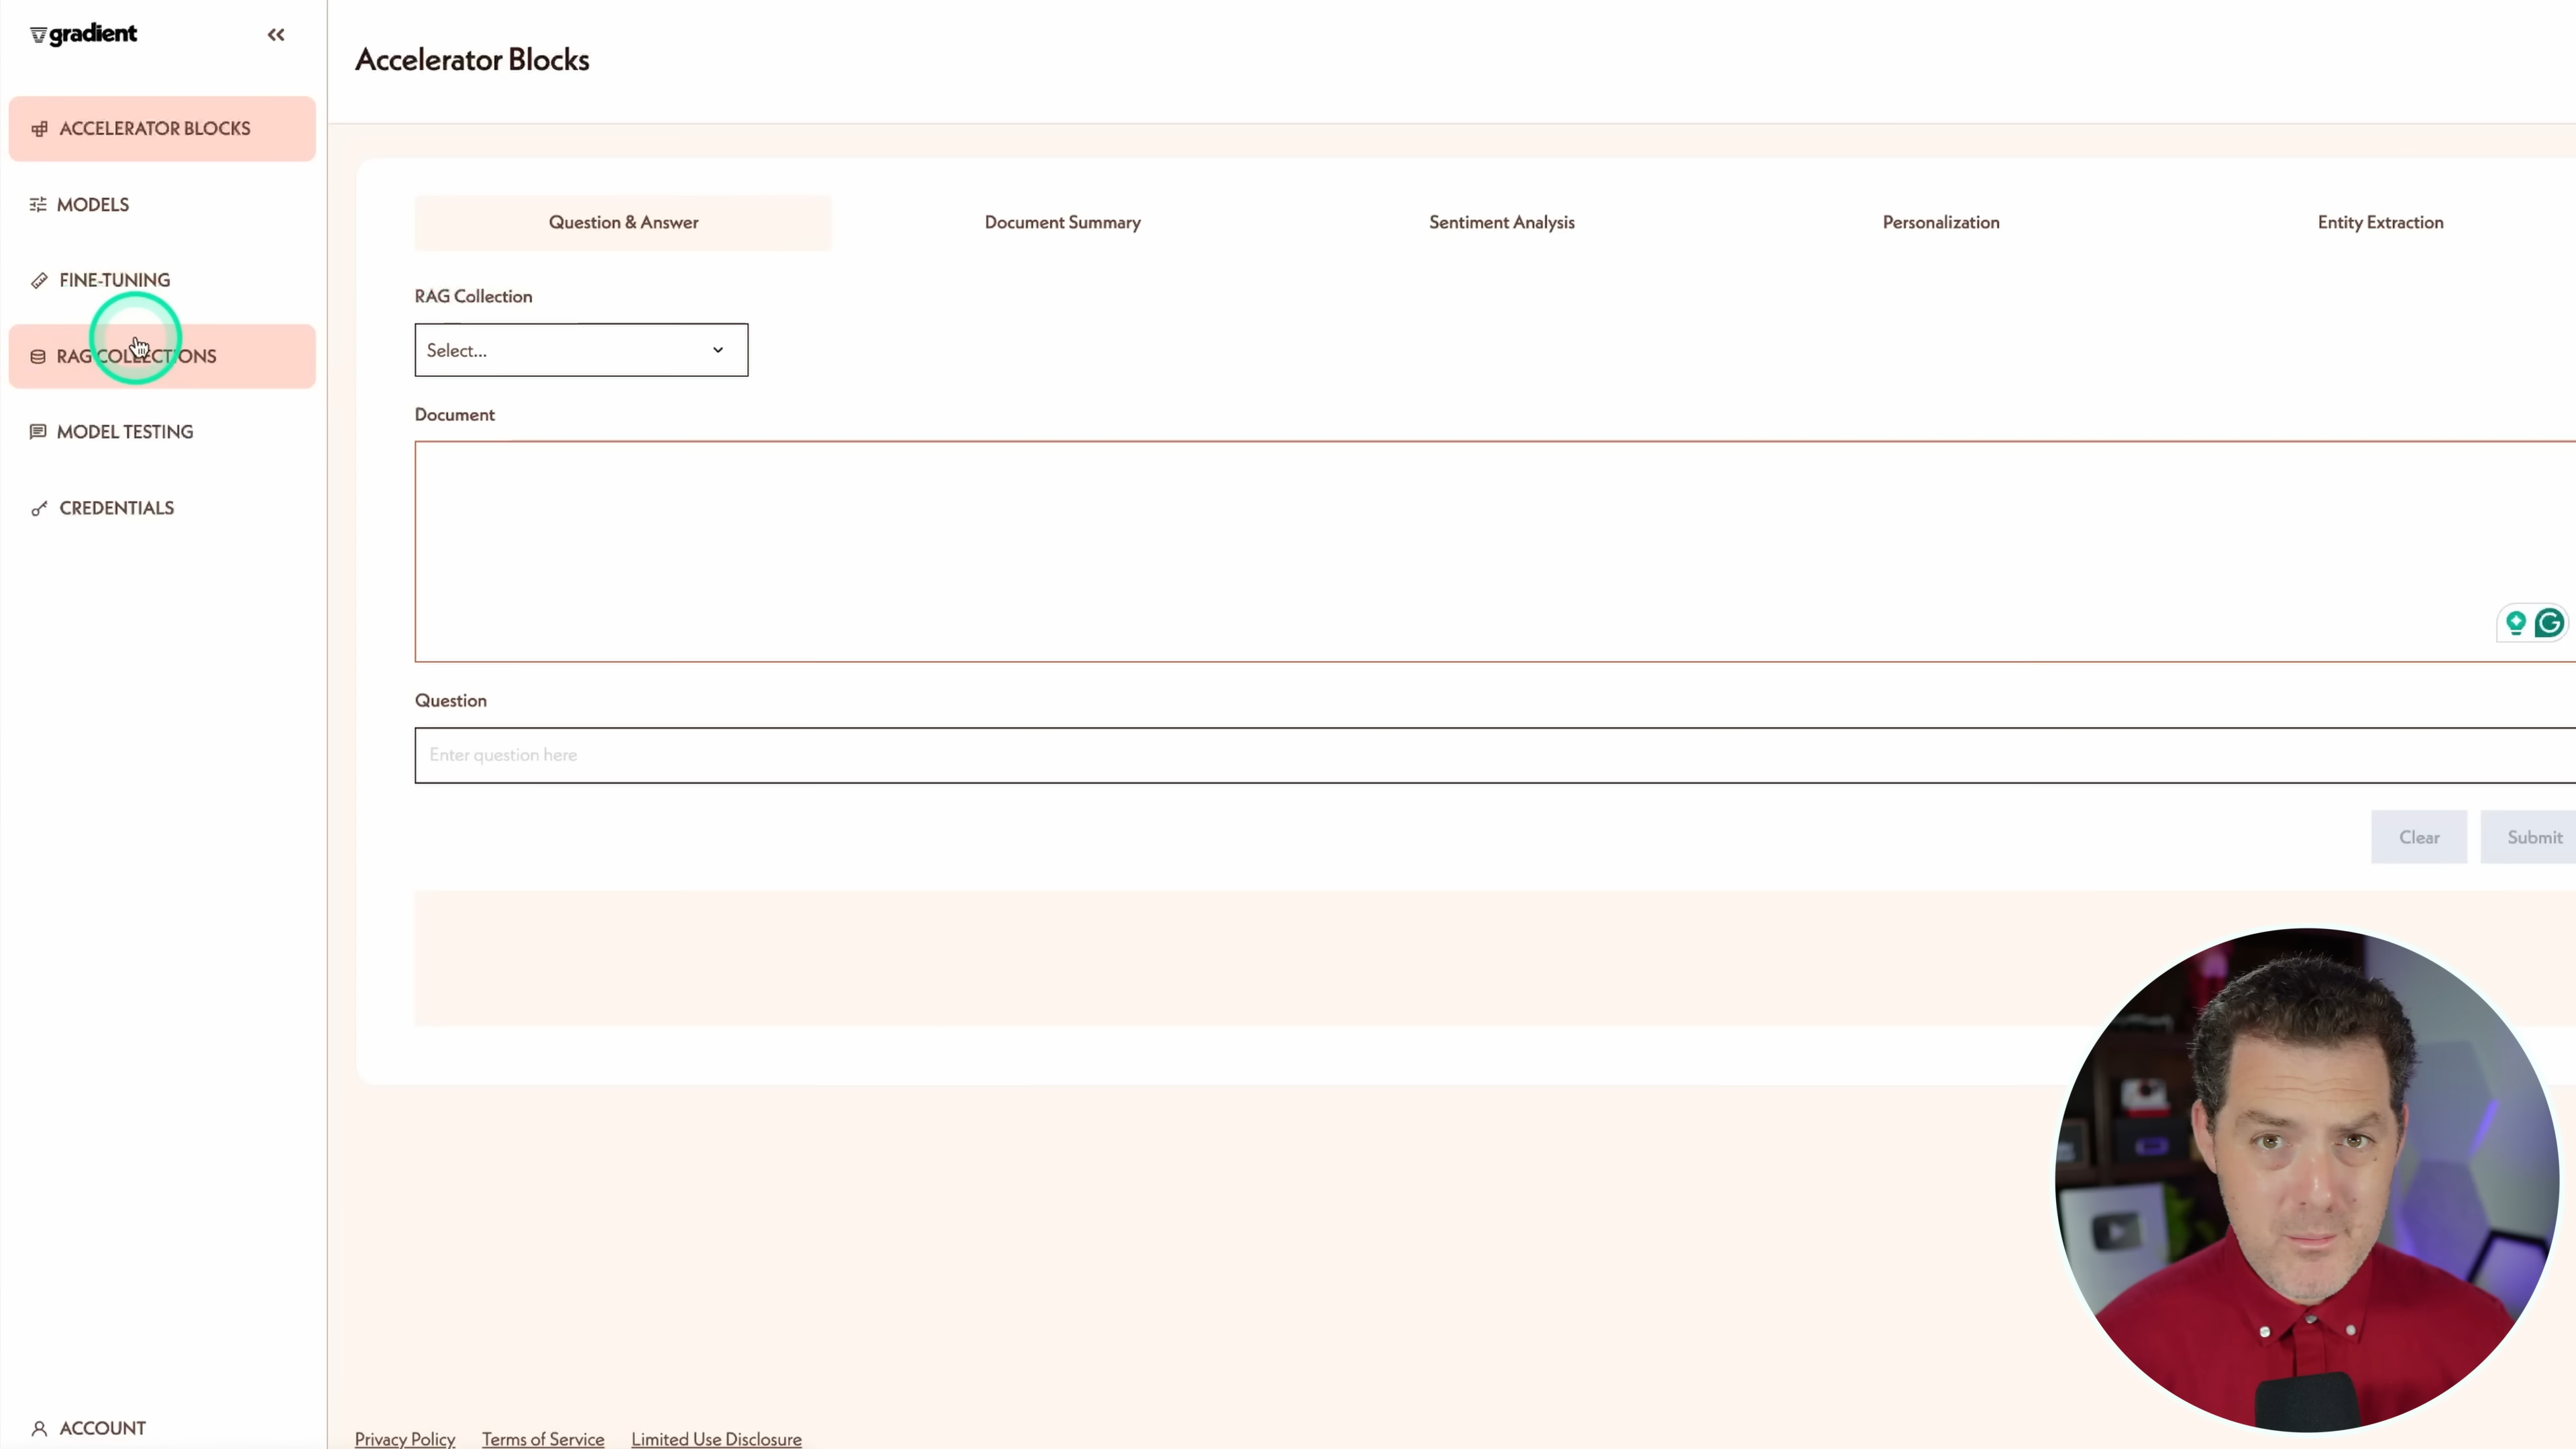 gradient
Accelerator Blocks
ACCELERATOR BLOCKS
MODELS
FINE-TUNING
RAG COLLECTIONS
MODEL TESTING
CREDENTIALS
ACCOUNT
Question & Answer
Document Summary
Sentiment Analysis
Personalization
Entity Extraction
RAG Collection
Select...
Document
Question
Enter question here
Clear
Submit
Privacy Policy
Terms of Service
Limited Use Disclosure